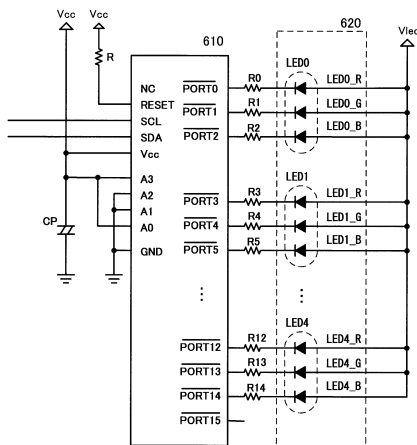 Vcc Vcc
610
620
Vled
R
NC
RESET
SCL
SDA
Vcc
A3
A2
A1
A0
GND
CP
PORT0 R0 LED0 LED0_R
PORT1 R1 LED0_G
PORT2 R2 LED0_B
PORT3 R3 LED1 LED1_R
PORT4 R4 LED1_G
PORT5 R5 LED1_B
PORT12 R12 LED4 LED4_R
PORT13 R13 LED4_G
PORT14 R14 LED4_B
PORT15